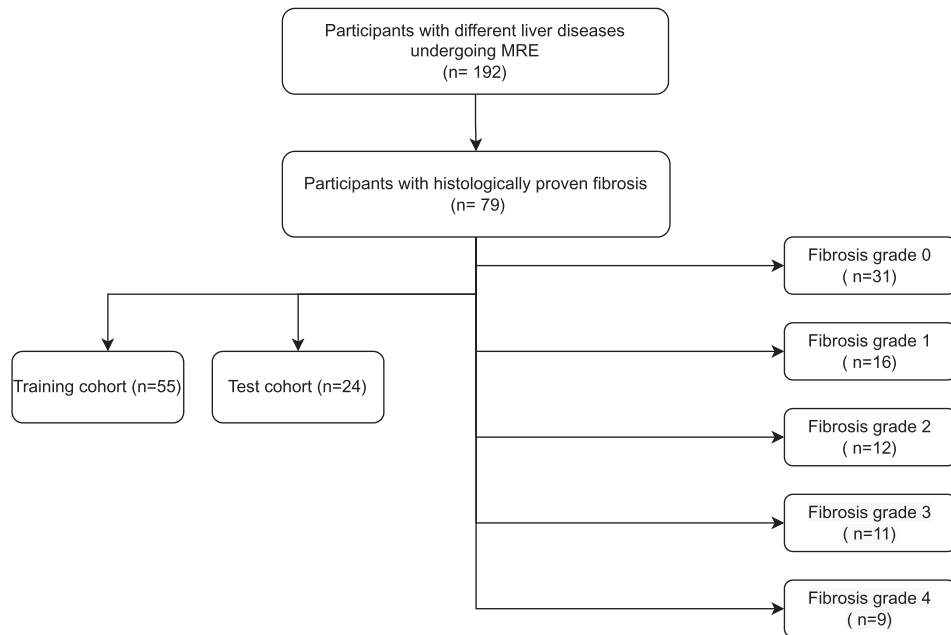 Participants with different liver diseases
undergoing MRE
(n= 192)
Participants with histologically proven fibrosis
(n= 79)
Fibrosis grade 0
( n=31)
Fibrosis grade 1
( n=16)
Training cohort (n=55)
Test cohort (n=24)
Fibrosis grade 2
( n=12)
Fibrosis grade 3
( n=11)
Fibrosis grade 4
( n=9)